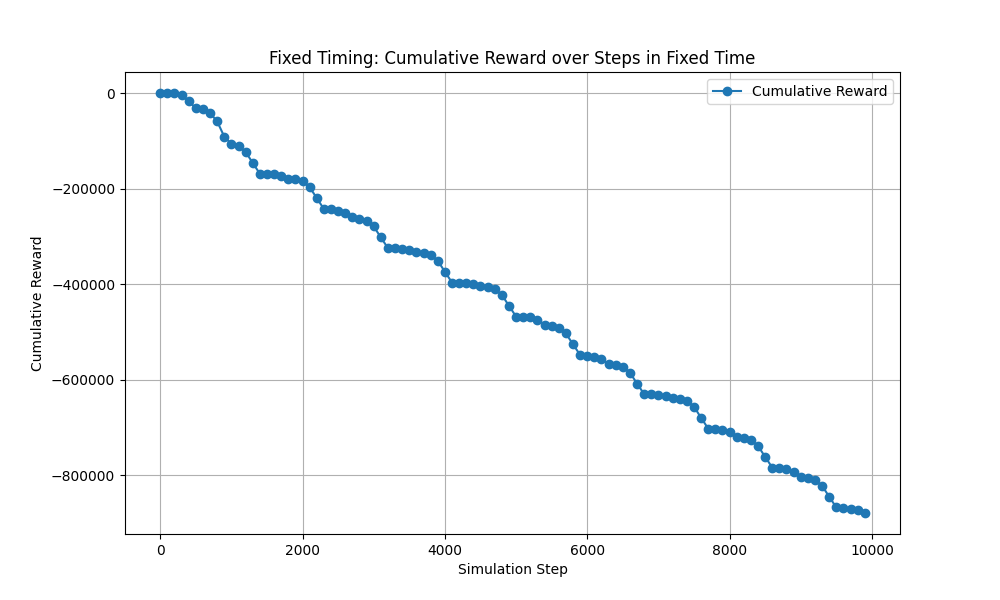 Fixed Timing: Cumulative Reward over Steps in Fixed Time
Cumulative Reward
0
−200000
−400000
−600000
−800000
Cumulative Reward
0
2000
4000
6000
8000
10000
Simulation Step